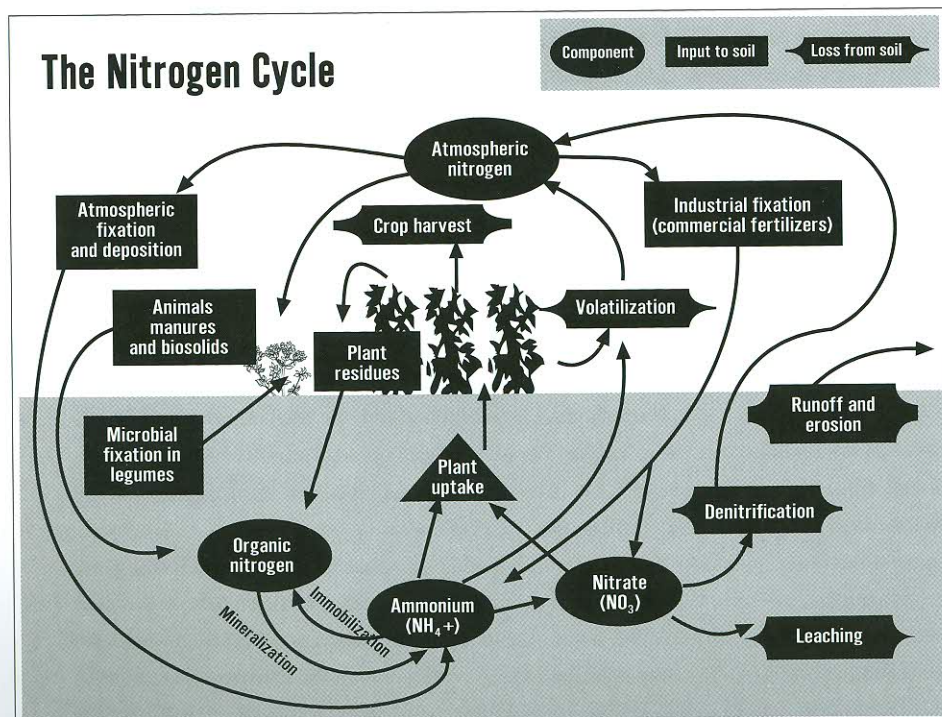 The Nitrogen Cycle
Component
Input to soil
Loss from soil
Atmospheric
nitrogen
Atmospheric
fixation
and deposition
Crop harvest
Industrial fixation
(commercial fertilizers)
Animals
manures
and biosolids
Plant
residues
Volatilization
Microbial
fixation in
legumes
Runoff and
erosion
Plant
uptake
Denitrification
Organic
nitrogen
Ammonium
(NH₄+)
Nitrate
(NO₃)
Immobilization
Mineralization
Leaching